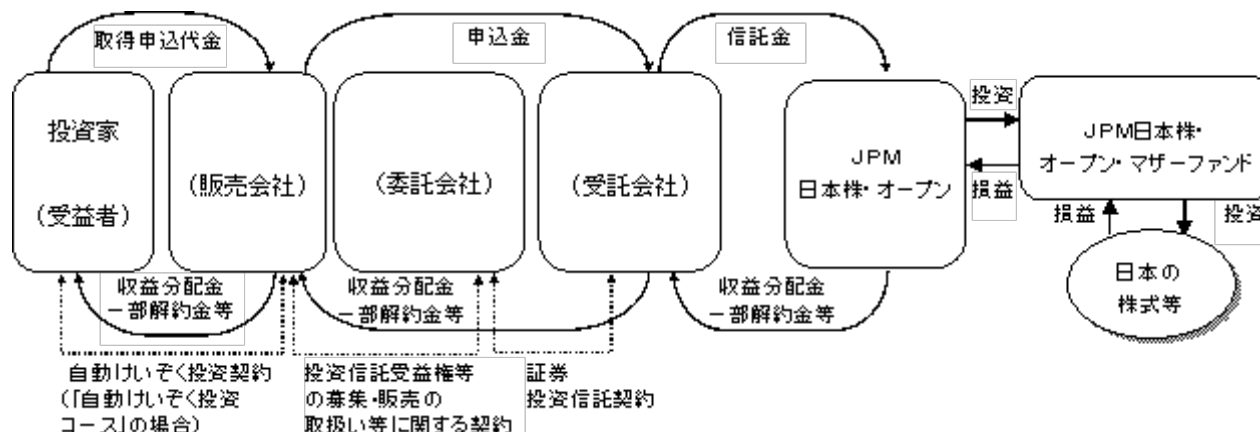 取得申込代金
申込金
信託金
投資家
(受益者)
(販売会社)
(委託会社)
(受託会社)
JPM
日本株・オープン
投資
損益
JPM日本株・
オープン・マザーファンド
損益
投資
日本の
株式等
収益分配金
一部解約金等
収益分配金
一部解約金等
収益分配金
一部解約金等
自動けいぞく投資契約
(「自動けいぞく投資
コース」の場合)
投資信託受益権等
の募集・販売の
取扱い等に関する契約
証券
投資信託契約